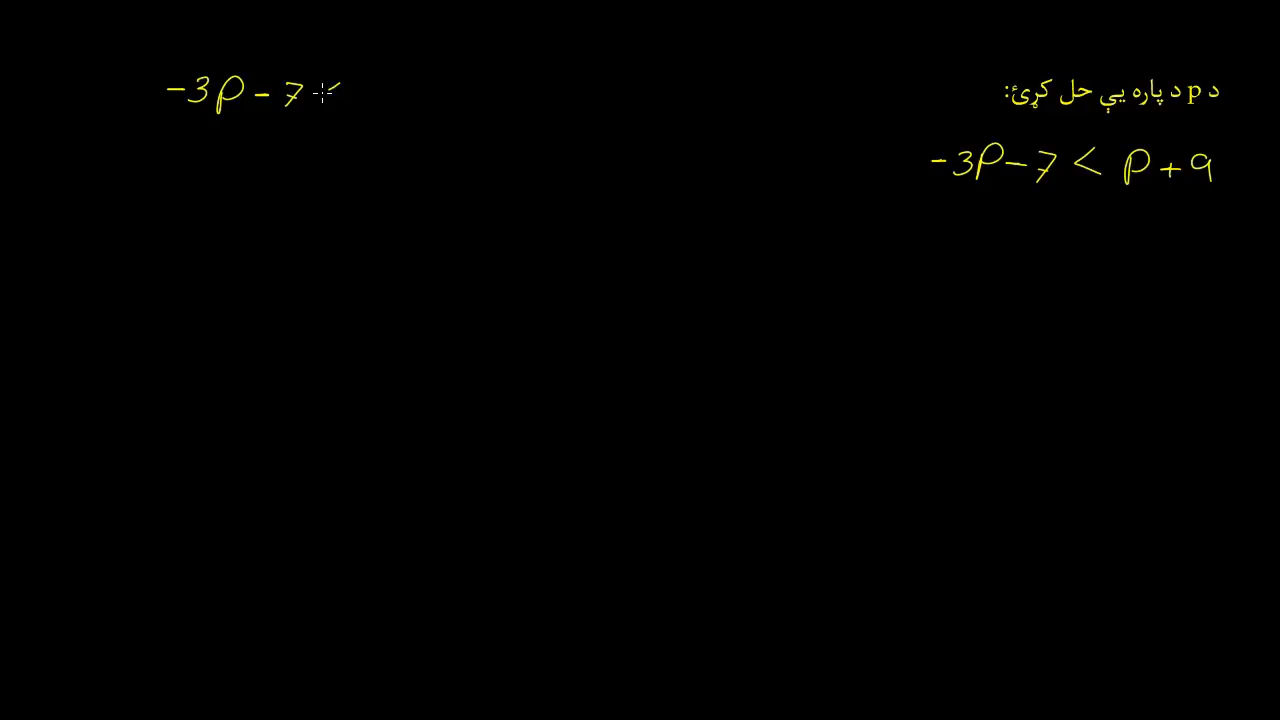 د p د پاره يې حل کړئ:
-3p-7 < p+9
-3p-7 <